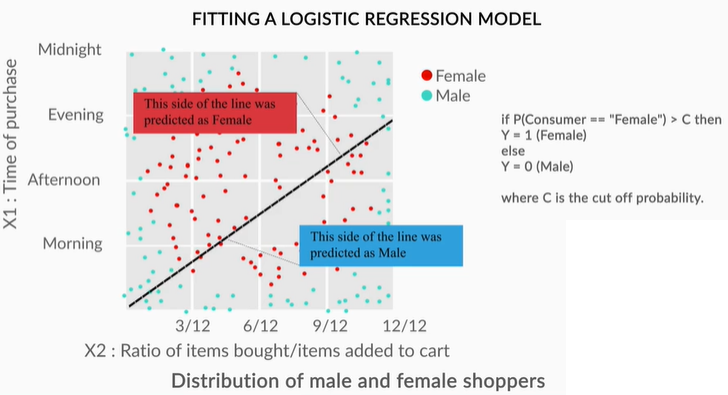 FITTING A LOGISTIC REGRESSION MODEL
Midnight
Evening
Afternoon
Morning
X1 : Time of purchase
This side of the line was
predicted as Female
This side of the line was
predicted as Male
Female
Male
if P(Consumer == "Female") > C then
Y = 1 (Female)
else
Y = 0 (Male)
where C is the cut off probability.
3/12 6/12 9/12 12/12
X2 : Ratio of items bought/items added to cart
Distribution of male and female shoppers